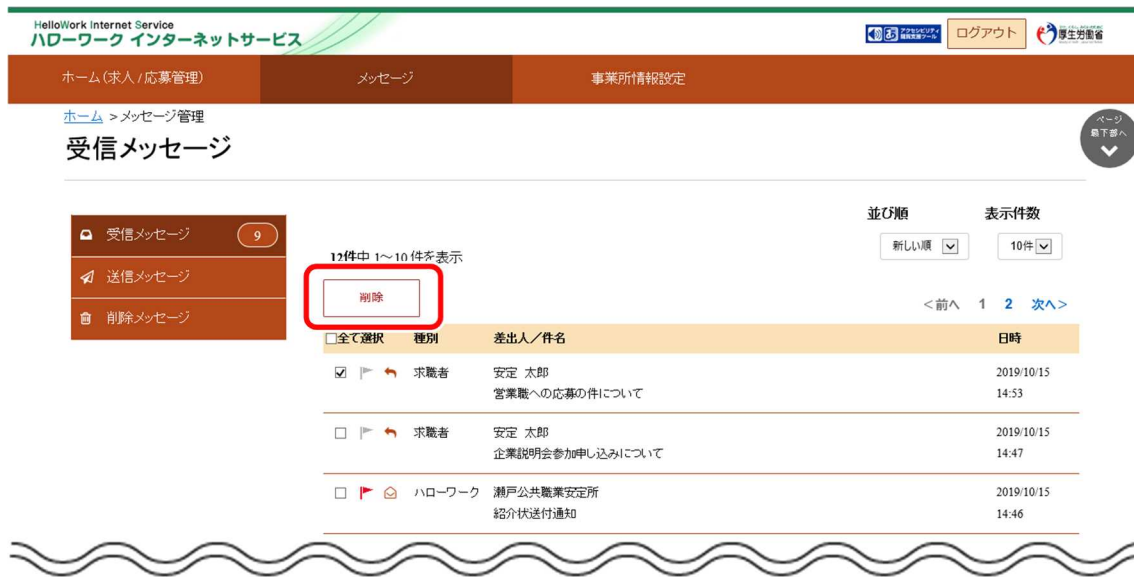 HelloWork Internet Service
ハローワーク インターネットサービス
ログアウト
厚生労働省
ホーム(求人/応募管理)
メッセージ
事業所情報設定
ホーム >メッセージ管理
ページ
最下部へ
受信メッセージ
受信メッセージ 9
送信メッセージ
削除メッセージ
並び順
表示件数
新しい順
10件
12件中 1～10 件を表示
削除
<前へ 1 2 次へ>
全て選択 種別 差出人／件名 日時
求職者 安定 太郎 2019/10/15
営業職への応募の件について 14:53
求職者 安定 太郎 2019/10/15
企業説明会参加申し込みについて 14:47
ハローワーク 瀬戸公共職業安定所 2019/10/15
紹介状送付通知 14:46